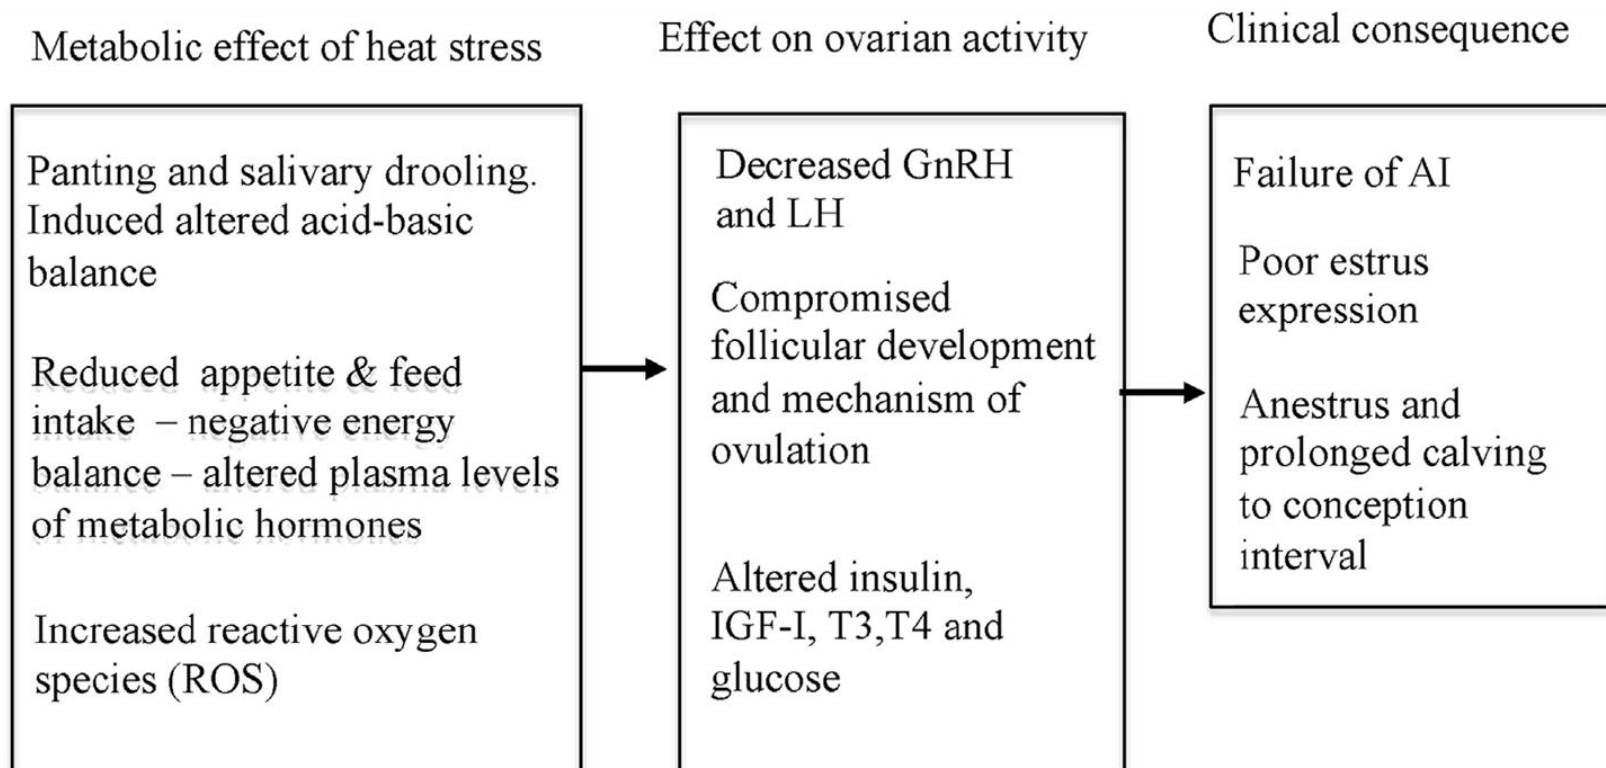 Metabolic effect of heat stress
Panting and salivary drooling.
Induced altered acid-basic
balance
Reduced appetite & feed
intake – negative energy
balance – altered plasma levels
of metabolic hormones
Increased reactive oxygen
species (ROS)
Effect on ovarian activity
Decreased GnRH
and LH
Compromised
follicular development
and mechanism of
ovulation
Altered insulin,
IGF-I, T3,T4 and
glucose
Clinical consequence
Failure of AI
Poor estrus
expression
Anestrus and
prolonged calving
to conception
interval